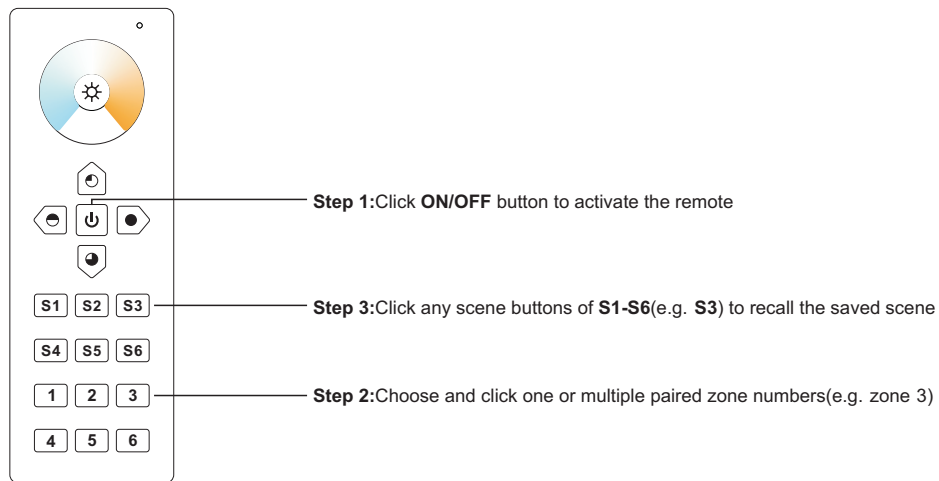 Step 1:Click ON/OFF button to activate the remote
S1 S2 S3
Step 3:Click any scene buttons of S1-S6(e.g. S3) to recall the saved scene
S4 S5 S6
1 2 3
Step 2:Choose and click one or multiple paired zone numbers(e.g. zone 3)
4 5 6